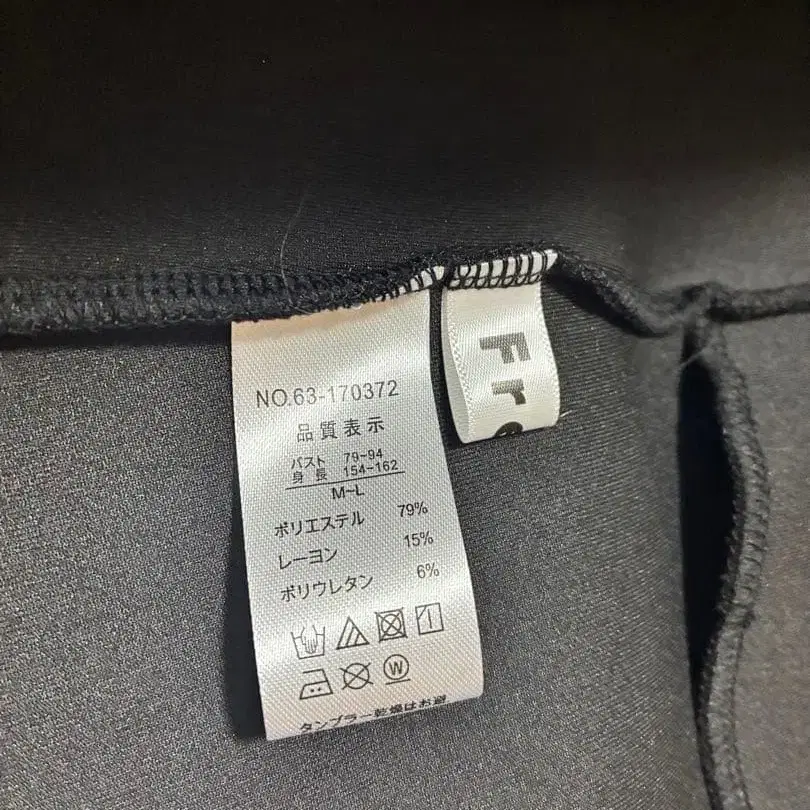 NO.63-170372
品質表示
バスト 79-94
身長 154-162
M~L
ポリエステル 79%
レーヨン 15%
ポリウレタン 6%
W
タンブラー乾燥はお避
Fr